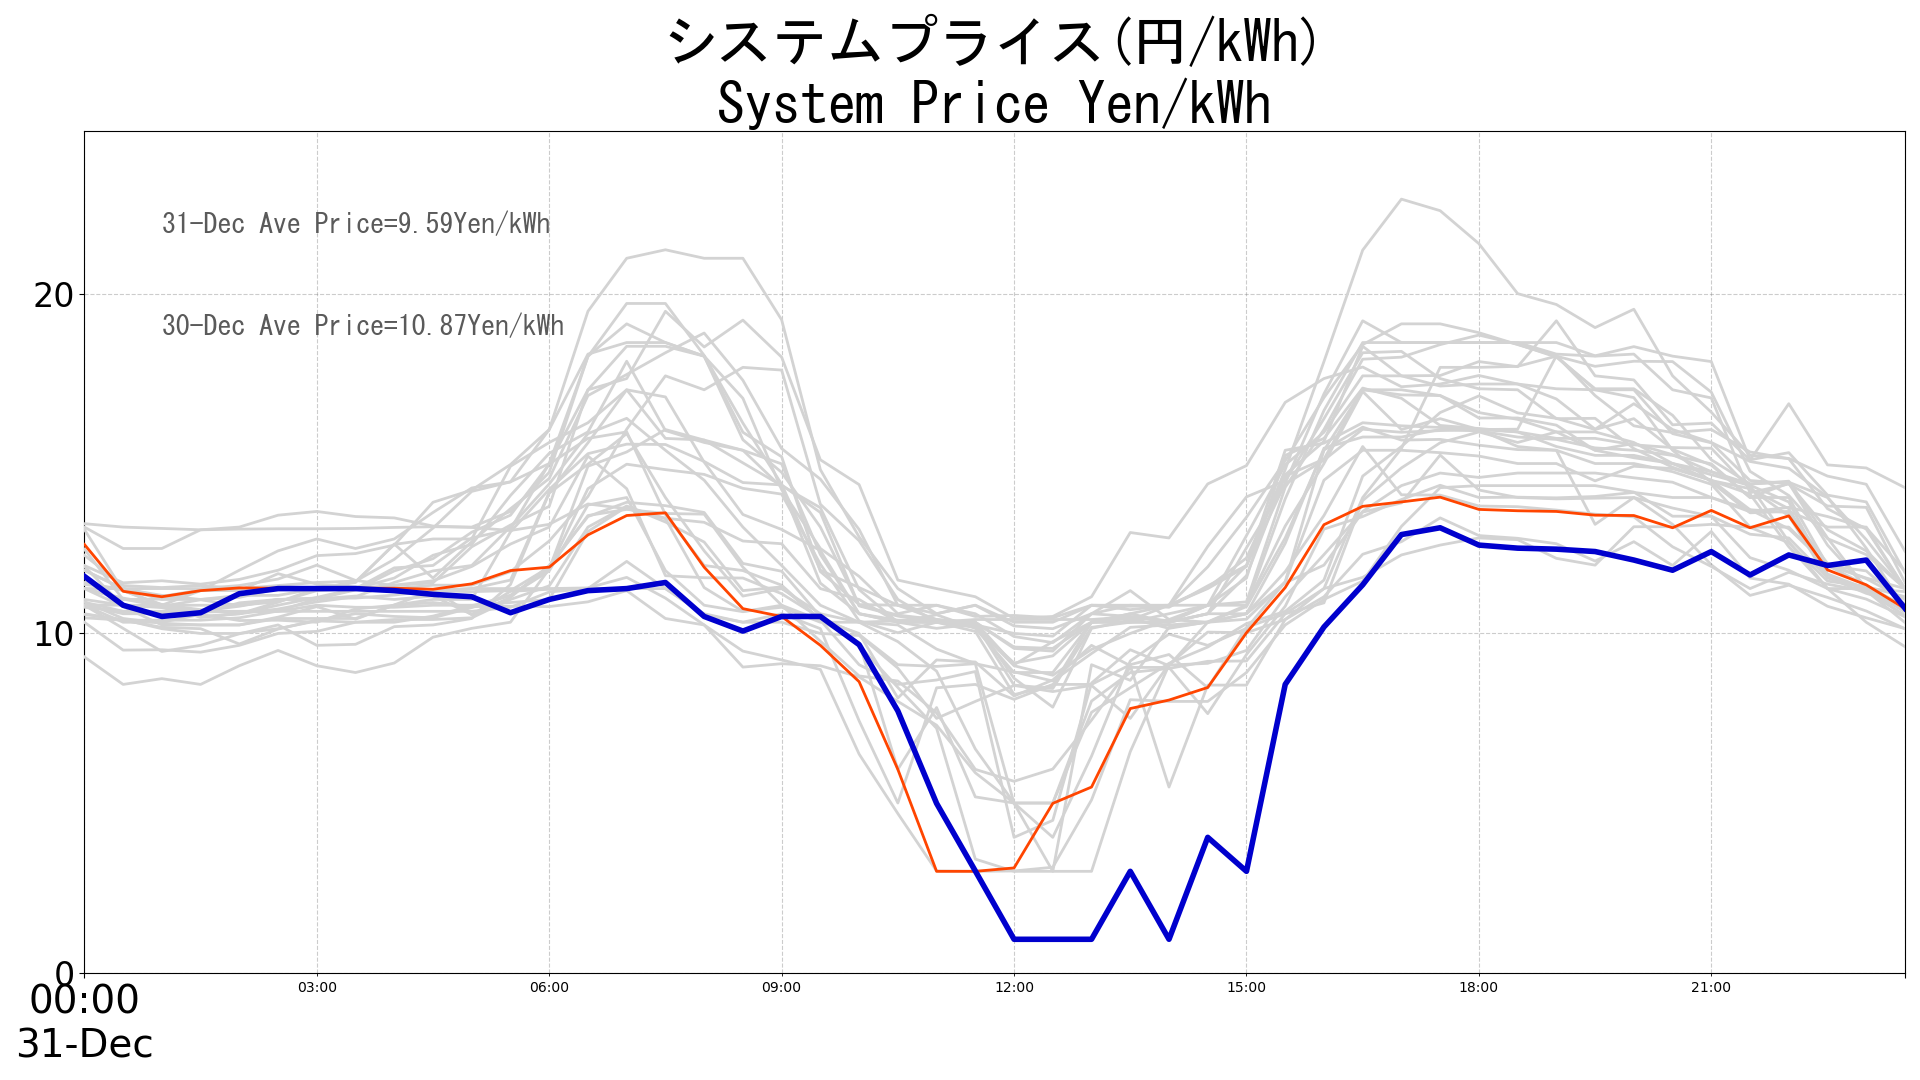 システムプライス(円/kWh)
System Price Yen/kWh
31-Dec Ave Price=9.59Yen/kWh
30-Dec Ave Price=10.87Yen/kWh
20
10
0
00:00
31-Dec
03:00
06:00
09:00
12:00
15:00
18:00
21:00